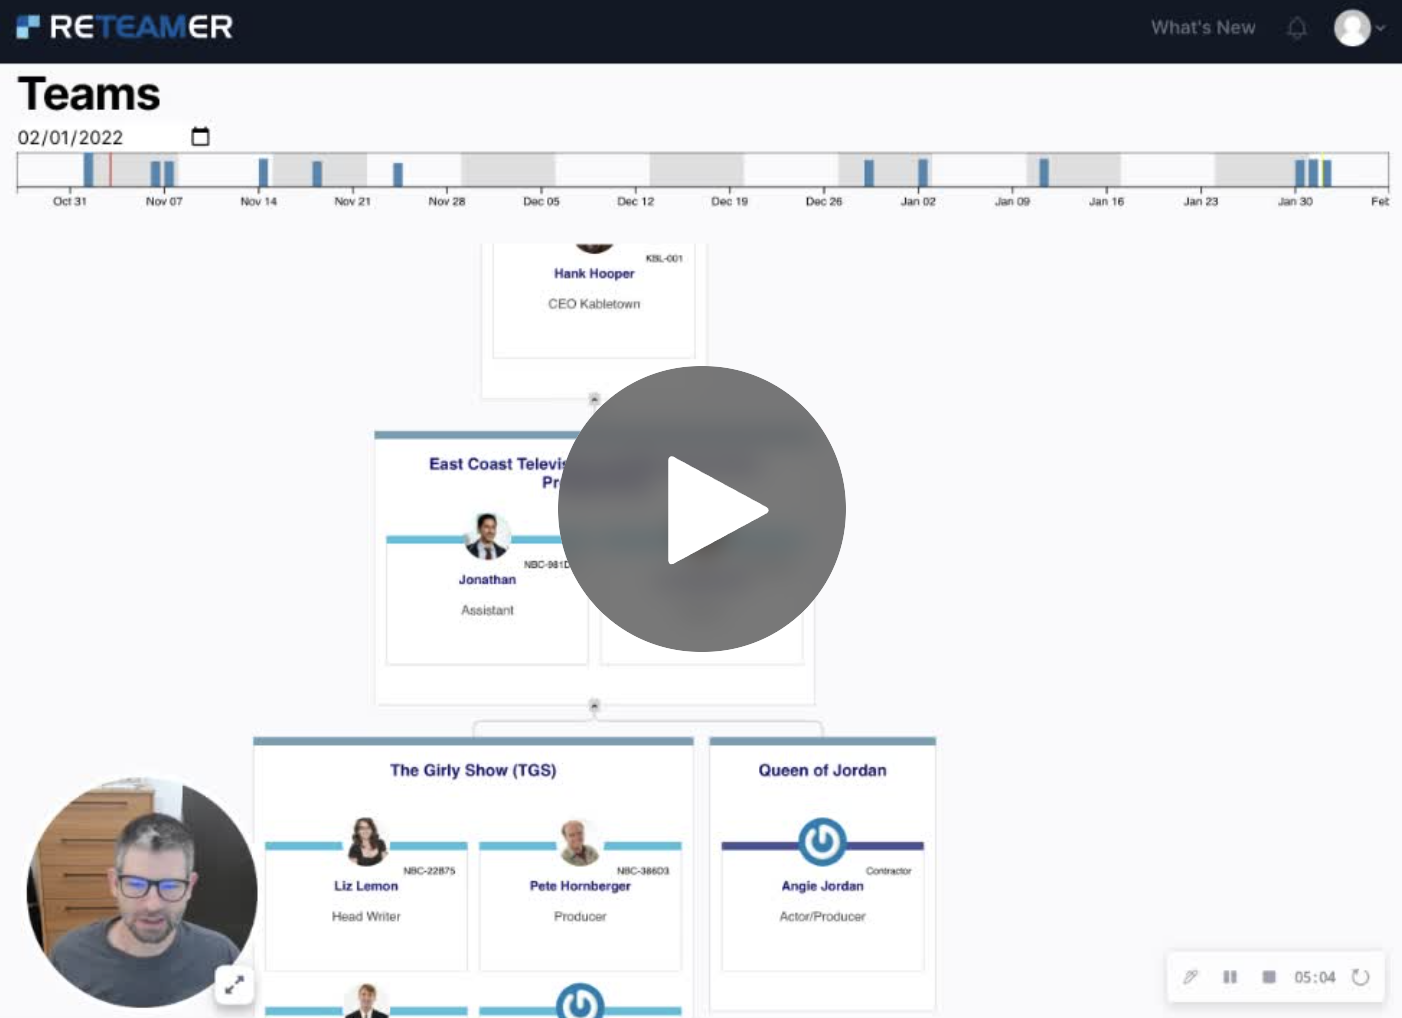 RETEAMER
What's New
Teams
02/01/2022
Oct 31 Nov 07 Nov 14 Nov 21 Nov 28 Dec 05 Dec 12 Dec 19 Dec 26 Jan 02 Jan 09 Jan 16 Jan 23 Jan 30 Feb
KBL-001
Hank Hooper
CEO Kabletown
East Coast Televis
Pr
NBC-981D
Jonathan
Assistant
The Girly Show (TGS)
Queen of Jordan
NBC-22875
Liz Lemon
Head Writer
NBC-386D3
Pete Hornberger
Producer
Contractor
Angie Jordan
Actor/Producer
05:04